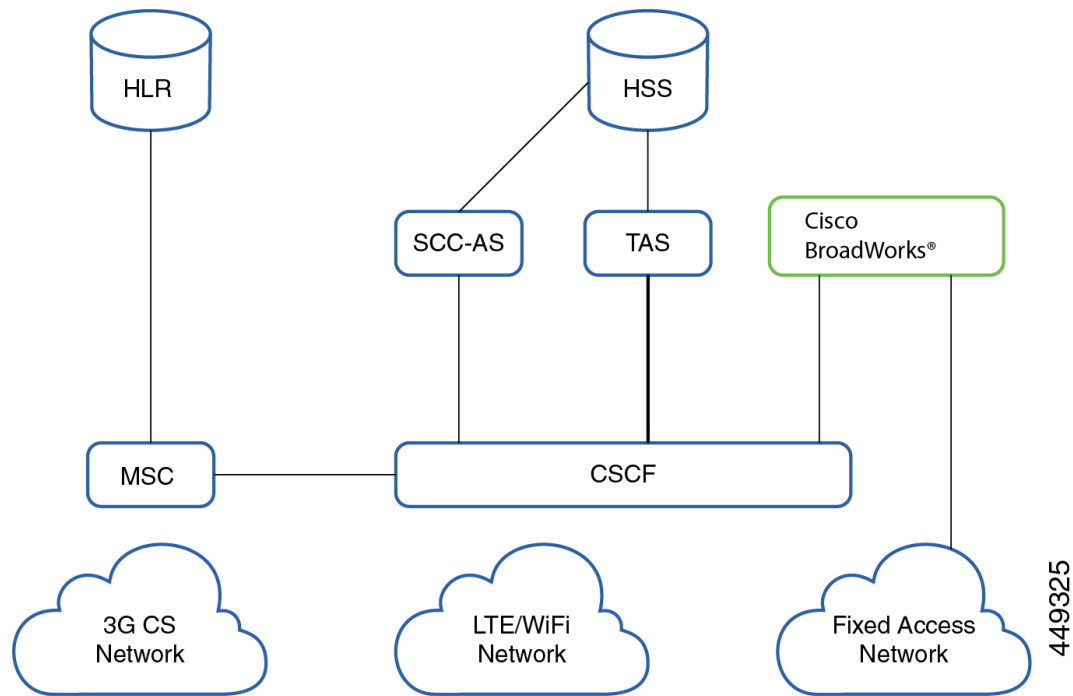 HLR
HSS
SCC-AS
TAS
Cisco
BroadWorks®
MSC
CSCF
3G CS
Network
LTE/WiFi
Network
Fixed Access
Network
449325